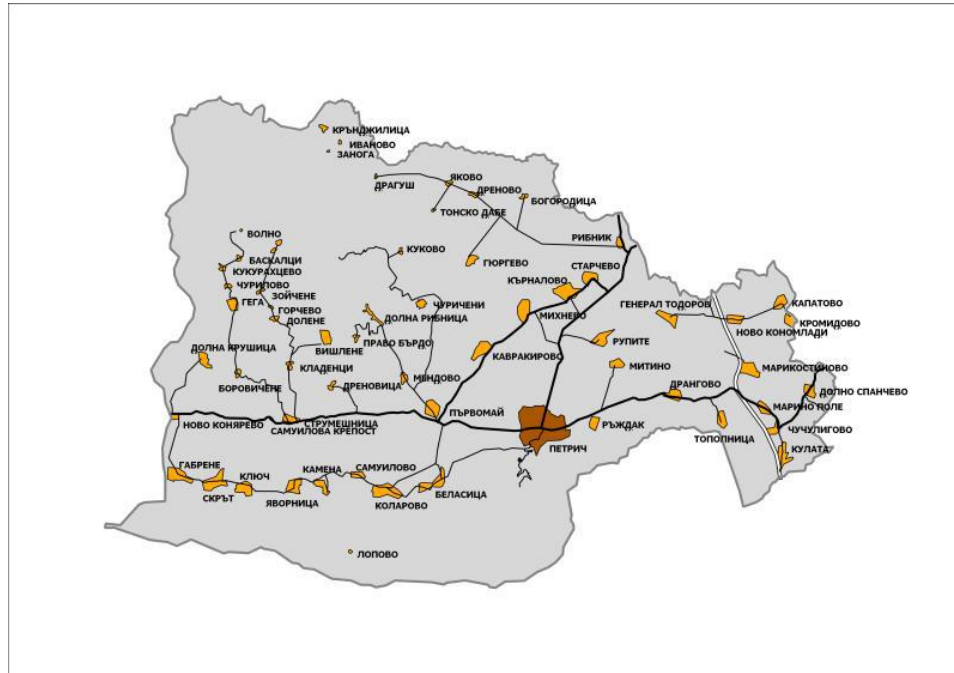 КРЪНДЖИЛИЦА
ИВАНОВО
ЗАНОГА
ЯКОВО
ДРАГУШ
ДРЕНОВО
БОГОРОДИЦА
ТОНСКО ДАБЕ
ВОЛНО
РИБНИК
КУКОВО
БАСКАЛЦИ
ГЮРГЕВО
СТАРЧЕВО
КУКУРАХЦЕВО
КЪРНАЛОВО
ЧУРИЛОВО
ЗОЙЧЕНЕ
ГЕГА
ГОРЧЕВО
ЧУРИЧЕНИ
ГЕНЕРАЛ ТОДОРОВ
КАПАТОВО
ДОЛЕНЕ
ДОЛНА РИБНИЦА
МИХНЕВО
КРОМИДОВО
НОВО КОНОМЛАДИ
ДОЛНА КРУШИЦА
ПРАВО БЪРДО
РУПИТЕ
ВИШЛЕНЕ
КАВРАКИРОВО
КЛАДЕНЦИ
МИТИНО
МАРИКОСТИНОВО
БОРОВИЧЕНЕ
ДРЕНОВИЦА
МЕНДОВО
ДРАНГОВО
ДОЛНО СПАНЧЕВО
МАРИНО ПОЛЕ
НОВО КОНЯРЕВО
СТРУМЕШНИЦА
ПЪРВОМАЙ
САМУИЛОВА КРЕПОСТ
РЪЖДАК
ЧУЧУЛИГОВО
ТОПОЛНИЦА
ПЕТРИЧ
КУЛАТА
ГАБРЕНЕ
КЛЮЧ
КАМЕНА
САМУИЛОВО
СКРЪТ
ЯВОРНИЦА
КОЛАРОВО
БЕЛАСИЦА
ЛОПОВО